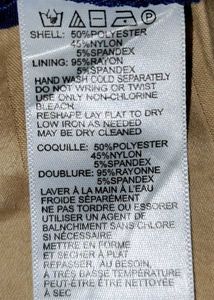 SHELL: 50%POLYESTER
45%NYLON
5%SPANDEX
LINING: 95%RAYON
5%SPANDEX
HAND WASH COLD SEPARATELY
DO NOT WRING OR TWIST
USE ONLY NON-CHLORINE
BLEACH.
RESHAPE LAY FLAT TO DRY
LOW IRON AS NEEDED
MAY BE DRY CLEANED
COQUILLE: 50%POLYESTER
45%NYLON
5%SPANDEX
DOUBLURE: 95%RAYONNE
5%SPANDEX
LAVER À LA MAIN À L'EAU
FROIDE SÉPARÉMENT
NE PAS TORDRE OU ESSORER
UTILISER UN AGENT DE
BALNCHIMENT SANS CHLORE
SI NÉCESSAIRE
METTRE EN FORME
ET SÉCHER À PLAT
REPASSER, AU BESOIN,
À TRÈS BASSE TEMPÉRATURE
PEUT-ÊTRE ÊTRE NETTOYÉE
À SEC